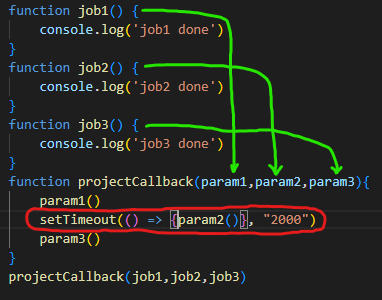 function job1() {
    console.log('job1 done')
}
function job2() {
    console.log('job2 done')
}
function job3() {
    console.log('job3 done')
}
function projectCallback(param1,param2,param3){
    param1()
    setTimeout(() => {param2()}, "2000")
    param3()
}
projectCallback(job1,job2,job3)